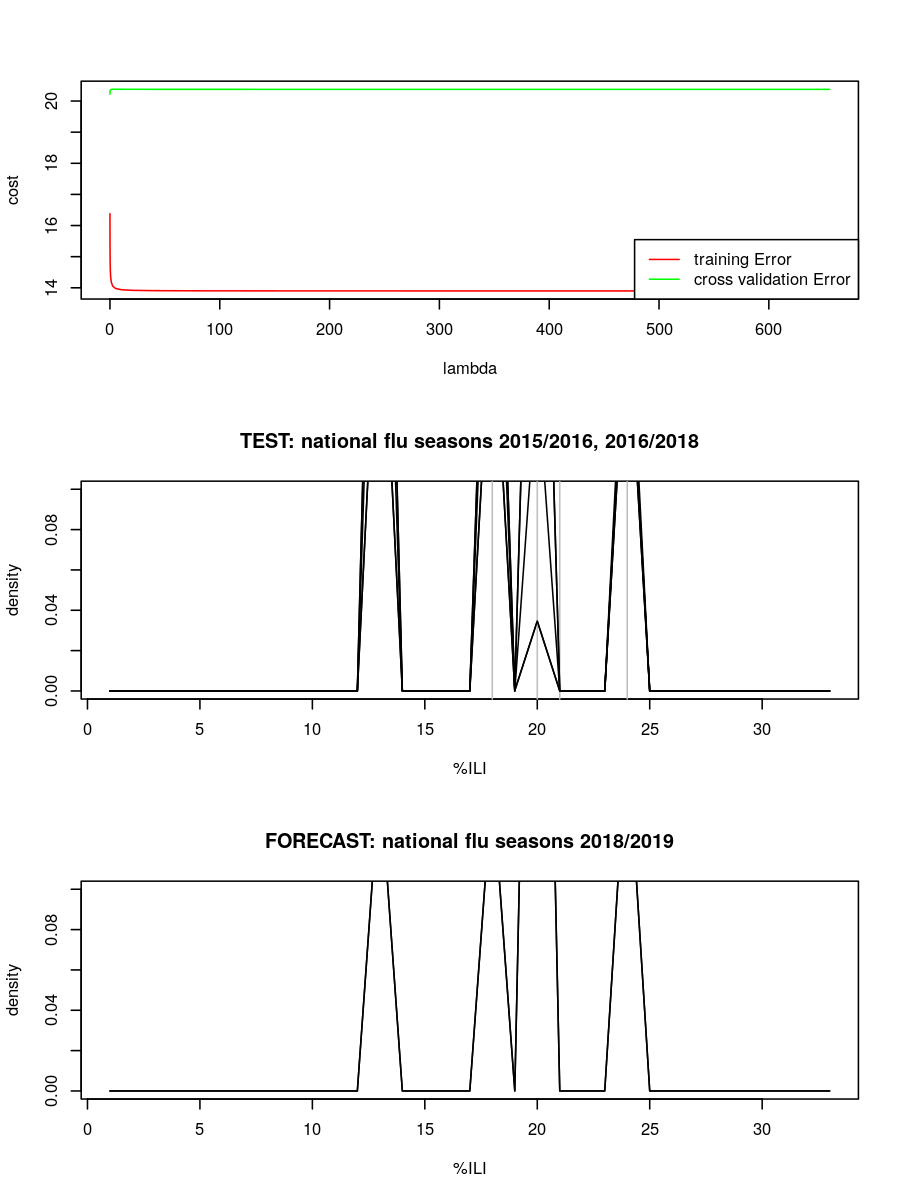 20
18
16
14
cost
training Error
cross validation Error
0 100 200 300 400 500 600
lambda
TEST: national flu seasons 2015/2016, 2016/2018
0.08
0.04
0.00
density
0 5 10 15 20 25 30
%ILI
FORECAST: national flu seasons 2018/2019
0.08
0.04
0.00
density
0 5 10 15 20 25 30
%ILI